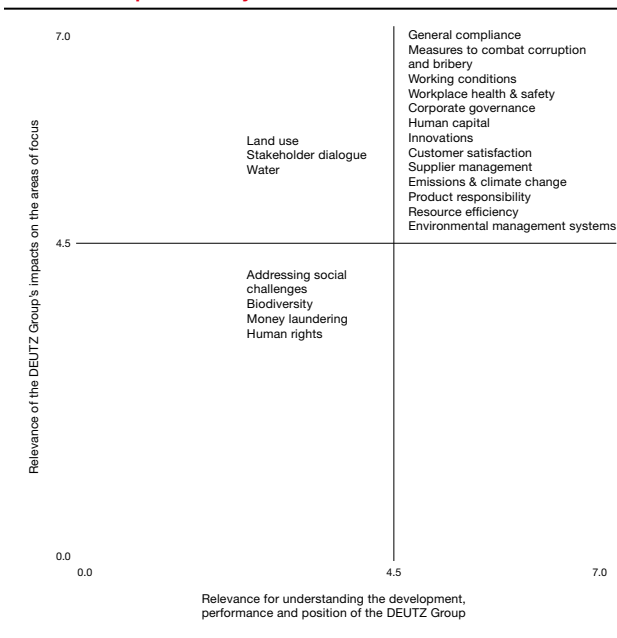 7.0
General compliance
Measures to combat corruption
and bribery
Working conditions
Workplace health & safety
Corporate governance
Human capital
Innovations
Customer satisfaction
Supplier management
Emissions & climate change
Product responsibility
Resource efficiency
Environmental management systems
Land use
Stakeholder dialogue
Water
4.5
Addressing social
challenges
Biodiversity
Money laundering
Human rights
Relevance of the DEUTZ Group's impacts on the areas of focus
0.0
0.0
4.5
7.0
Relevance for understanding the development,
performance and position of the DEUTZ Group